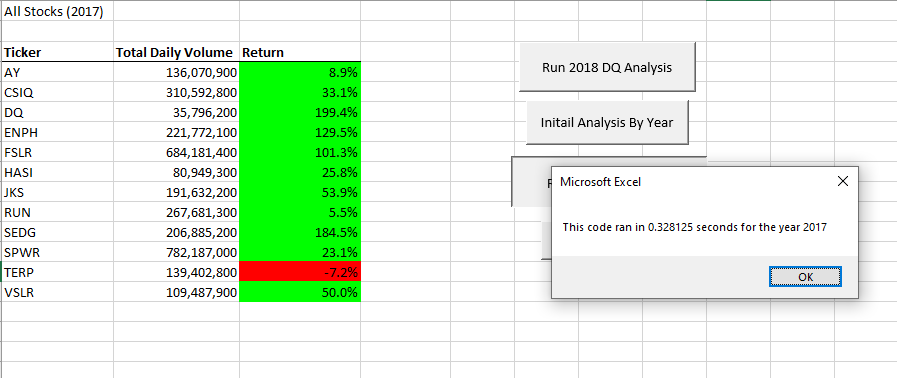 All Stocks (2017)
Ticker Total Daily Volume Return
AY 136,070,900 8.9%
CSIQ 310,592,800 33.1%
DQ 35,796,200 199.4%
ENPH 221,772,100 129.5%
FSLR 684,181,400 101.3%
HASI 80,949,300 25.8%
JKS 191,632,200 53.9%
RUN 267,681,300 5.5%
SEDG 206,885,200 184.5%
SPWR 782,187,000 23.1%
TERP 139,402,800 -7.2%
VSLR 109,487,900 50.0%
Run 2018 DQ Analysis
Initail Analysis By Year
Microsoft Excel
This code ran in 0.328125 seconds for the year 2017
OK